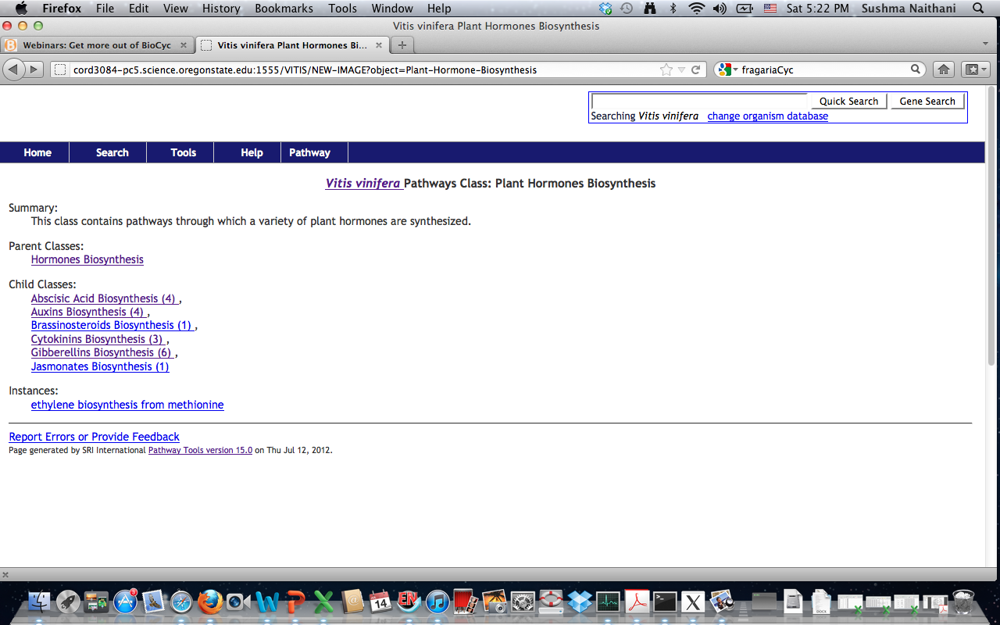 Firefox File Edit View History Bookmarks Tools Window Help Sat 5:22 PM Sushma Naithani
Vitis vinifera Plant Hormones Biosynthesis
Webinars: Get more out of BioCyc Vitis vinifera Plant Hormones Bi...
cord3084-pc5.science.oregonstate.edu:1555/VITIS/NEW-IMAGE?object=Plant-Hormone-Biosynthesis fragariaCyc
Quick Search Gene Search
Searching Vitis vinifera change organism database
Home Search Tools Help Pathway
Vitis vinifera Pathways Class: Plant Hormones Biosynthesis
Summary:
This class contains pathways through which a variety of plant hormones are synthesized.
Parent Classes:
Hormones Biosynthesis
Child Classes:
Abscisic Acid Biosynthesis (4) ,
Auxins Biosynthesis (4) ,
Brassinosteroids Biosynthesis (1) ,
Cytokinins Biosynthesis (3) ,
Gibberellins Biosynthesis (6) ,
Jasmonates Biosynthesis (1)
Instances:
ethylene biosynthesis from methionine
Report Errors or Provide Feedback
Page generated by SRI International Pathway Tools version 15.0 on Thu Jul 12, 2012.
14 EN DOCX